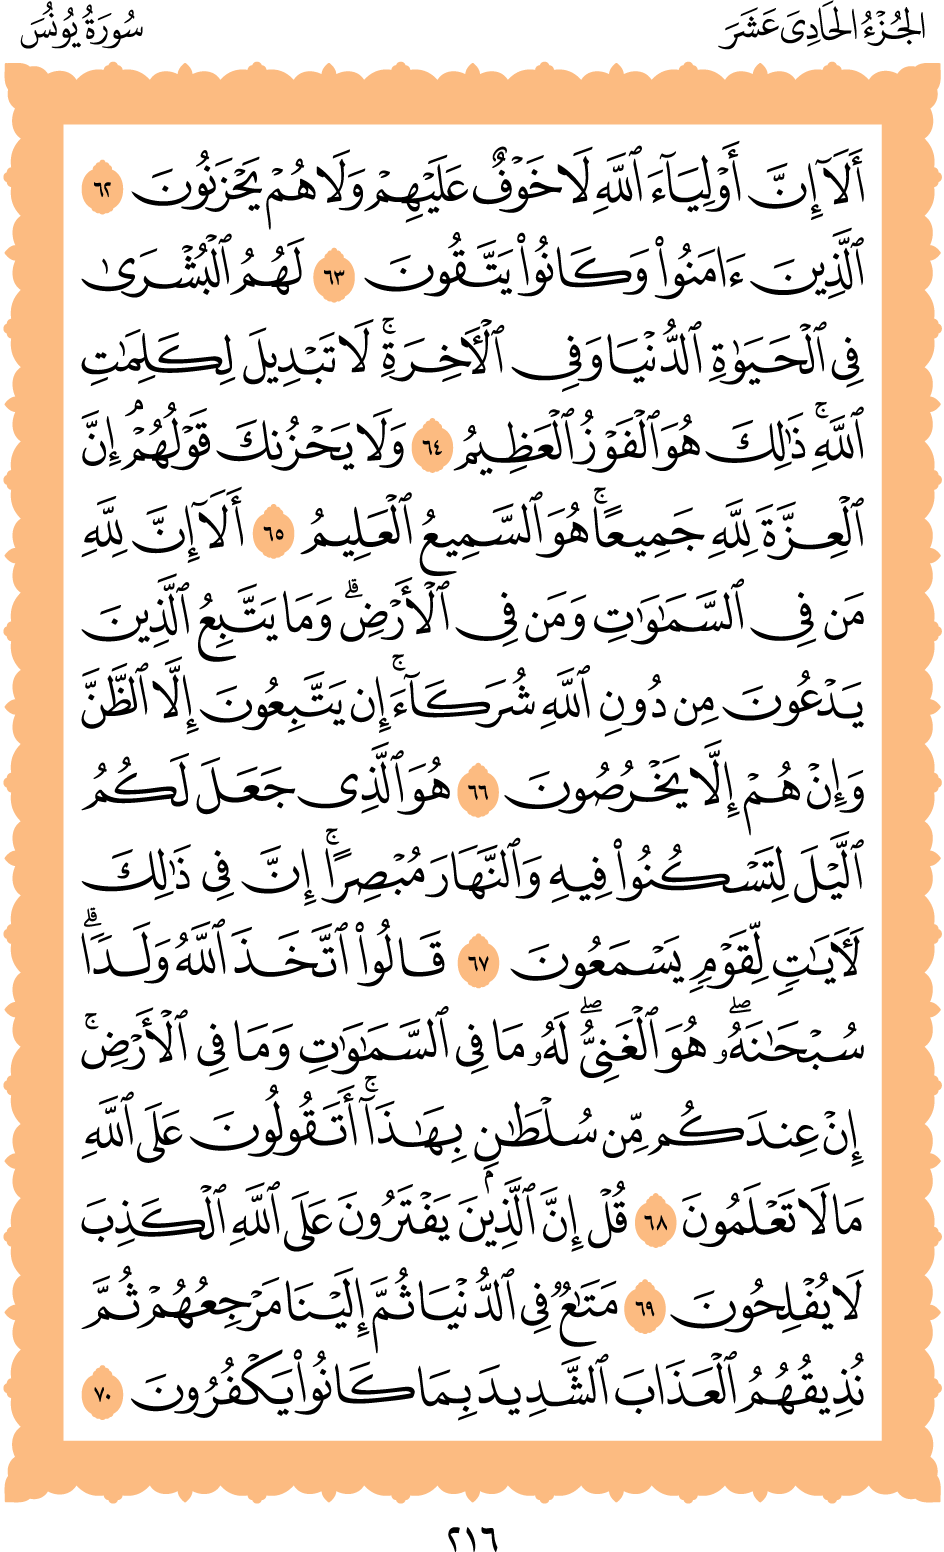 الجُزْءُ الحَادِىَ عَشَرَ
سُورَةُ يُونُسَ
أَلَآ إِنَّ أَوْلِيَآءَ ٱللَّهِ لَا خَوْفٌ عَلَيْهِمْ وَلَا هُمْ يَحْزَنُونَ ٦٢
ٱلَّذِينَ ءَامَنُوا۟ وَكَانُوا۟ يَتَّقُونَ ٦٣ لَهُمُ ٱلْبُشْرَىٰ
فِى ٱلْحَيَوٰةِ ٱلدُّنْيَا وَفِى ٱلْـَٔاخِرَةِ ۚ لَا تَبْدِيلَ لِكَلِمَـٰتِ
ٱللَّهِ ۚ ذَٰلِكَ هُوَ ٱلْفَوْزُ ٱلْعَظِيمُ ٦٤ وَلَا يَحْزُنكَ قَوْلُهُمْ ۘ إِنَّ
ٱلْعِزَّةَ لِلَّهِ جَمِيعًا ۚ هُوَ ٱلسَّمِيعُ ٱلْعَلِيمُ ٦٥ أَلَآ إِنَّ لِلَّهِ
مَن فِى ٱلسَّمَـٰوَٰتِ وَمَن فِى ٱلْأَرْضِ ۗ وَمَا يَتَّبِعُ ٱلَّذِينَ
يَدْعُونَ مِن دُونِ ٱللَّهِ شُرَكَآءَ ۚ إِن يَتَّبِعُونَ إِلَّا ٱلظَّنَّ
وَإِنْ هُمْ إِلَّا يَخْرُصُونَ ٦٦ هُوَ ٱلَّذِى جَعَلَ لَكُمُ
ٱلَّيْلَ لِتَسْكُنُوا۟ فِيهِ وَٱلنَّهَارَ مُبْصِرًا ۚ إِنَّ فِى ذَٰلِكَ
لَـَٔايَـٰتٍ لِّقَوْمٍ يَسْمَعُونَ ٦٧ قَالُوا۟ ٱتَّخَذَ ٱللَّهُ وَلَدًا ۗ
سُبْحَـٰنَهُۥ ۖ هُوَ ٱلْغَنِىُّ ۖ لَهُۥ مَا فِى ٱلسَّمَـٰوَٰتِ وَمَا فِى ٱلْأَرْضِ ۚ
إِنْ عِندَكُم مِّن سُلْطَـٰنٍۭ بِهَـٰذَآ ۚ أَتَقُولُونَ عَلَى ٱللَّهِ
مَا لَا تَعْلَمُونَ ٦٨ قُلْ إِنَّ ٱلَّذِينَ يَفْتَرُونَ عَلَى ٱللَّهِ ٱلْكَذِبَ
لَا يُفْلِحُونَ ٦٩ مَتَـٰعٌ فِى ٱلدُّنْيَا ثُمَّ إِلَيْنَا مَرْجِعُهُمْ ثُمَّ
نُذِيقُهُمُ ٱلْعَذَابَ ٱلشَّدِيدَ بِمَا كَانُوا۟ يَكْفُرُونَ ٧٠
٢١٦